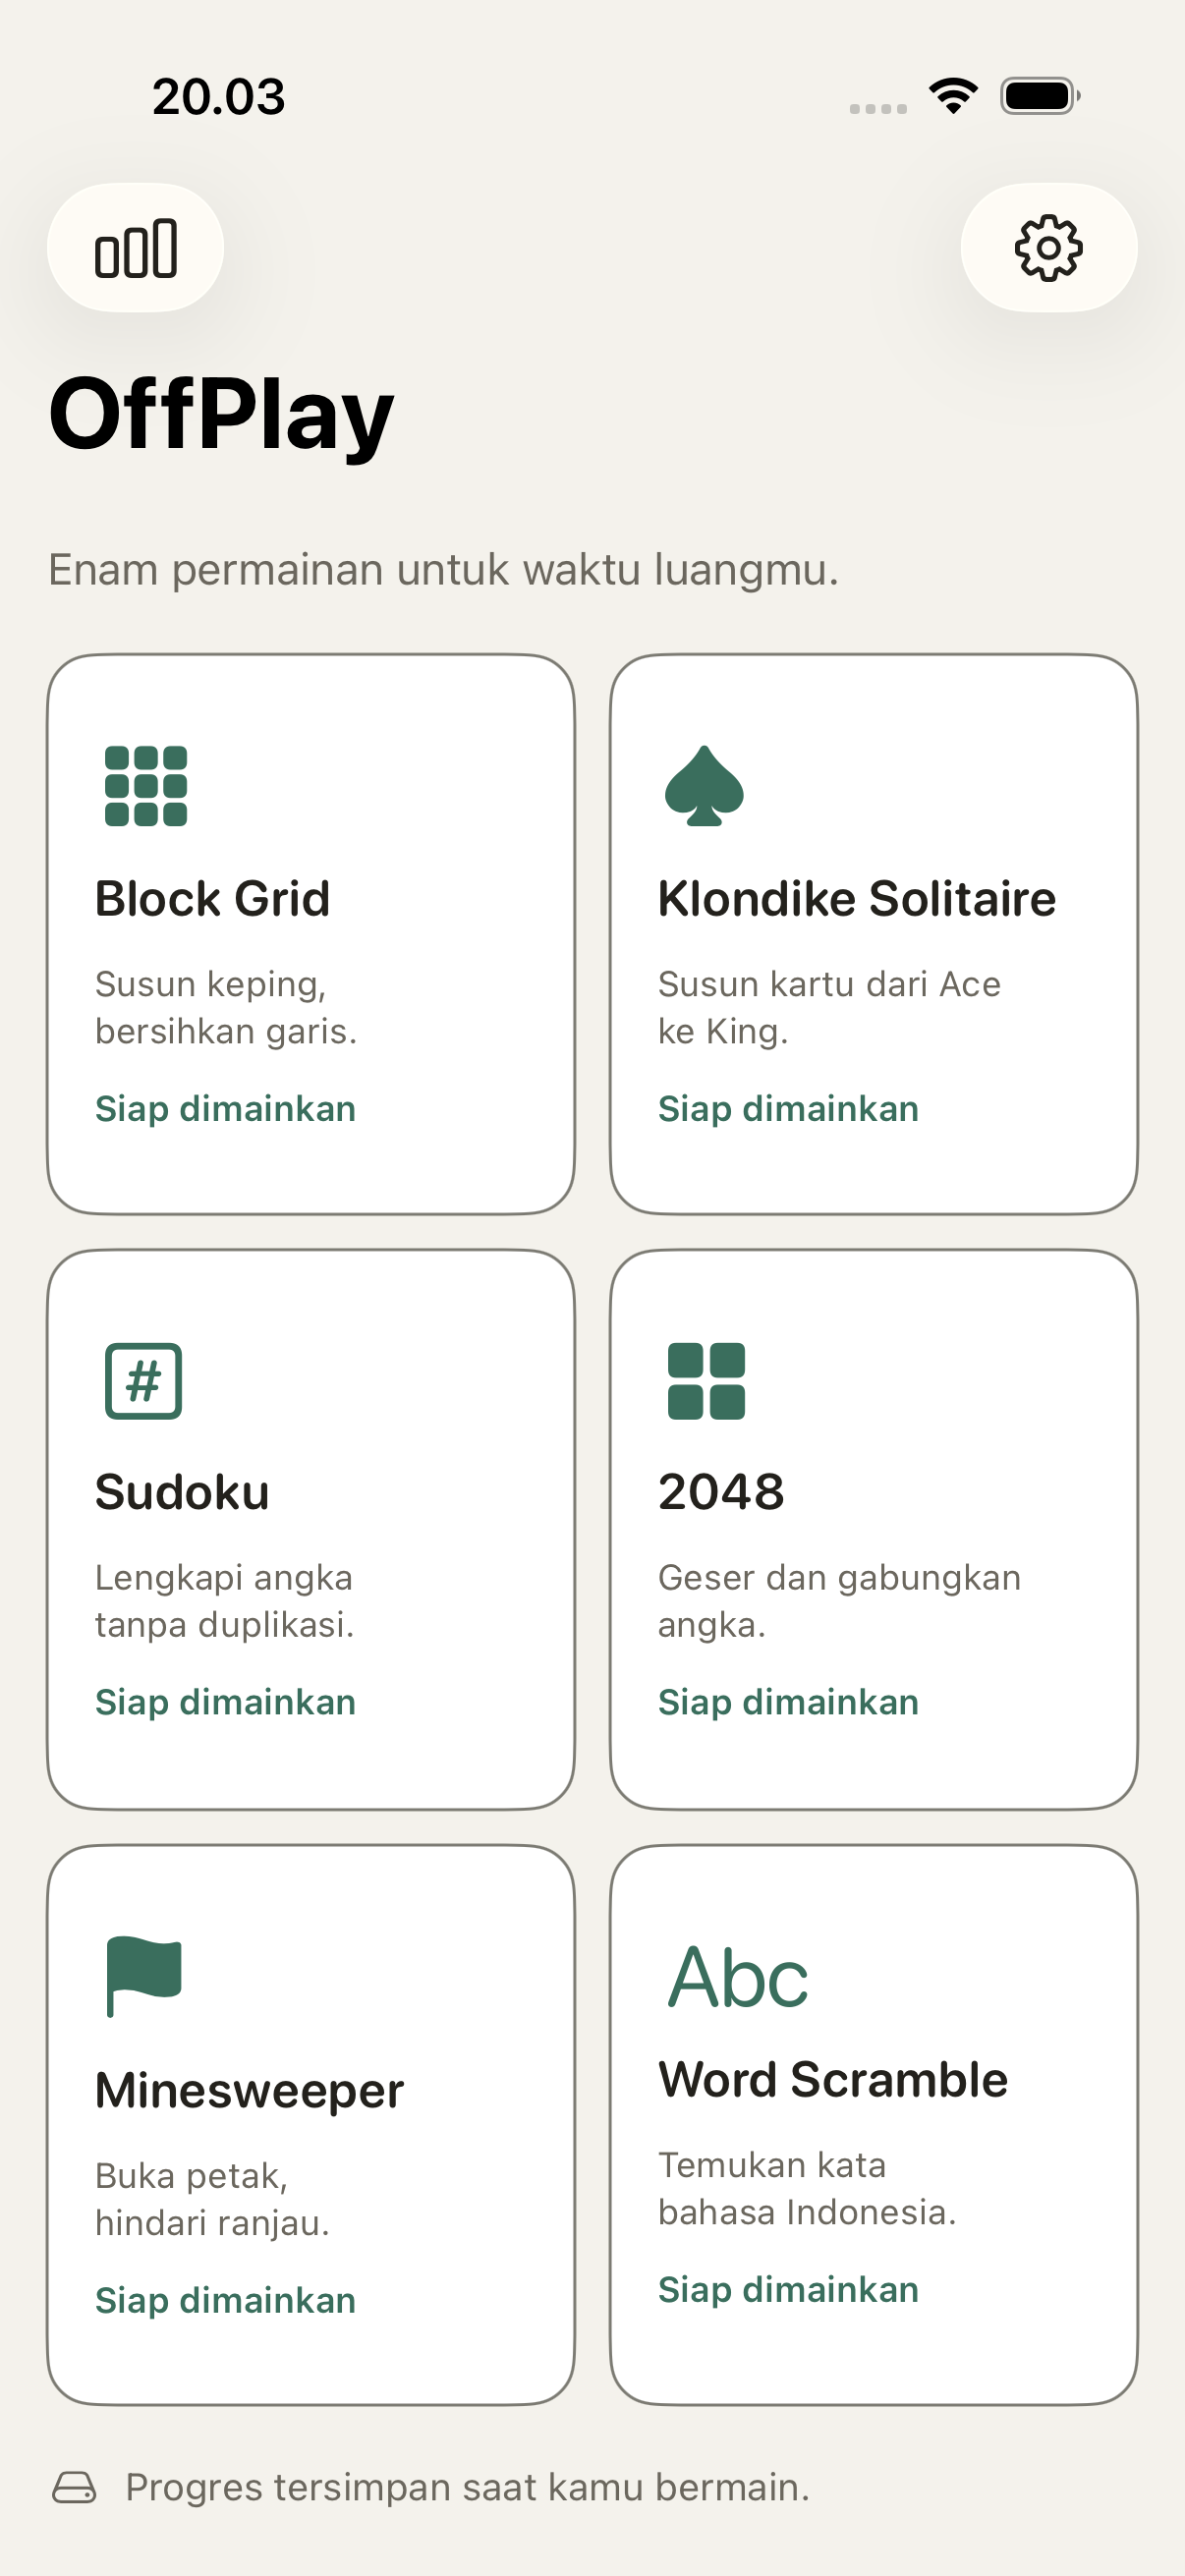 20.03
OffPlay
Enam permainan untuk waktu luangmu.
Block Grid
Susun keping,
bersihkan garis.
Siap dimainkan
Klondike Solitaire
Susun kartu dari Ace
ke King.
Siap dimainkan
#
Sudoku
Lengkapi angka
tanpa duplikasi.
Siap dimainkan
2048
Geser dan gabungkan
angka.
Siap dimainkan
Minesweeper
Buka petak,
hindari ranjau.
Siap dimainkan
Abc
Word Scramble
Temukan kata
bahasa Indonesia.
Siap dimainkan
Progres tersimpan saat kamu bermain.